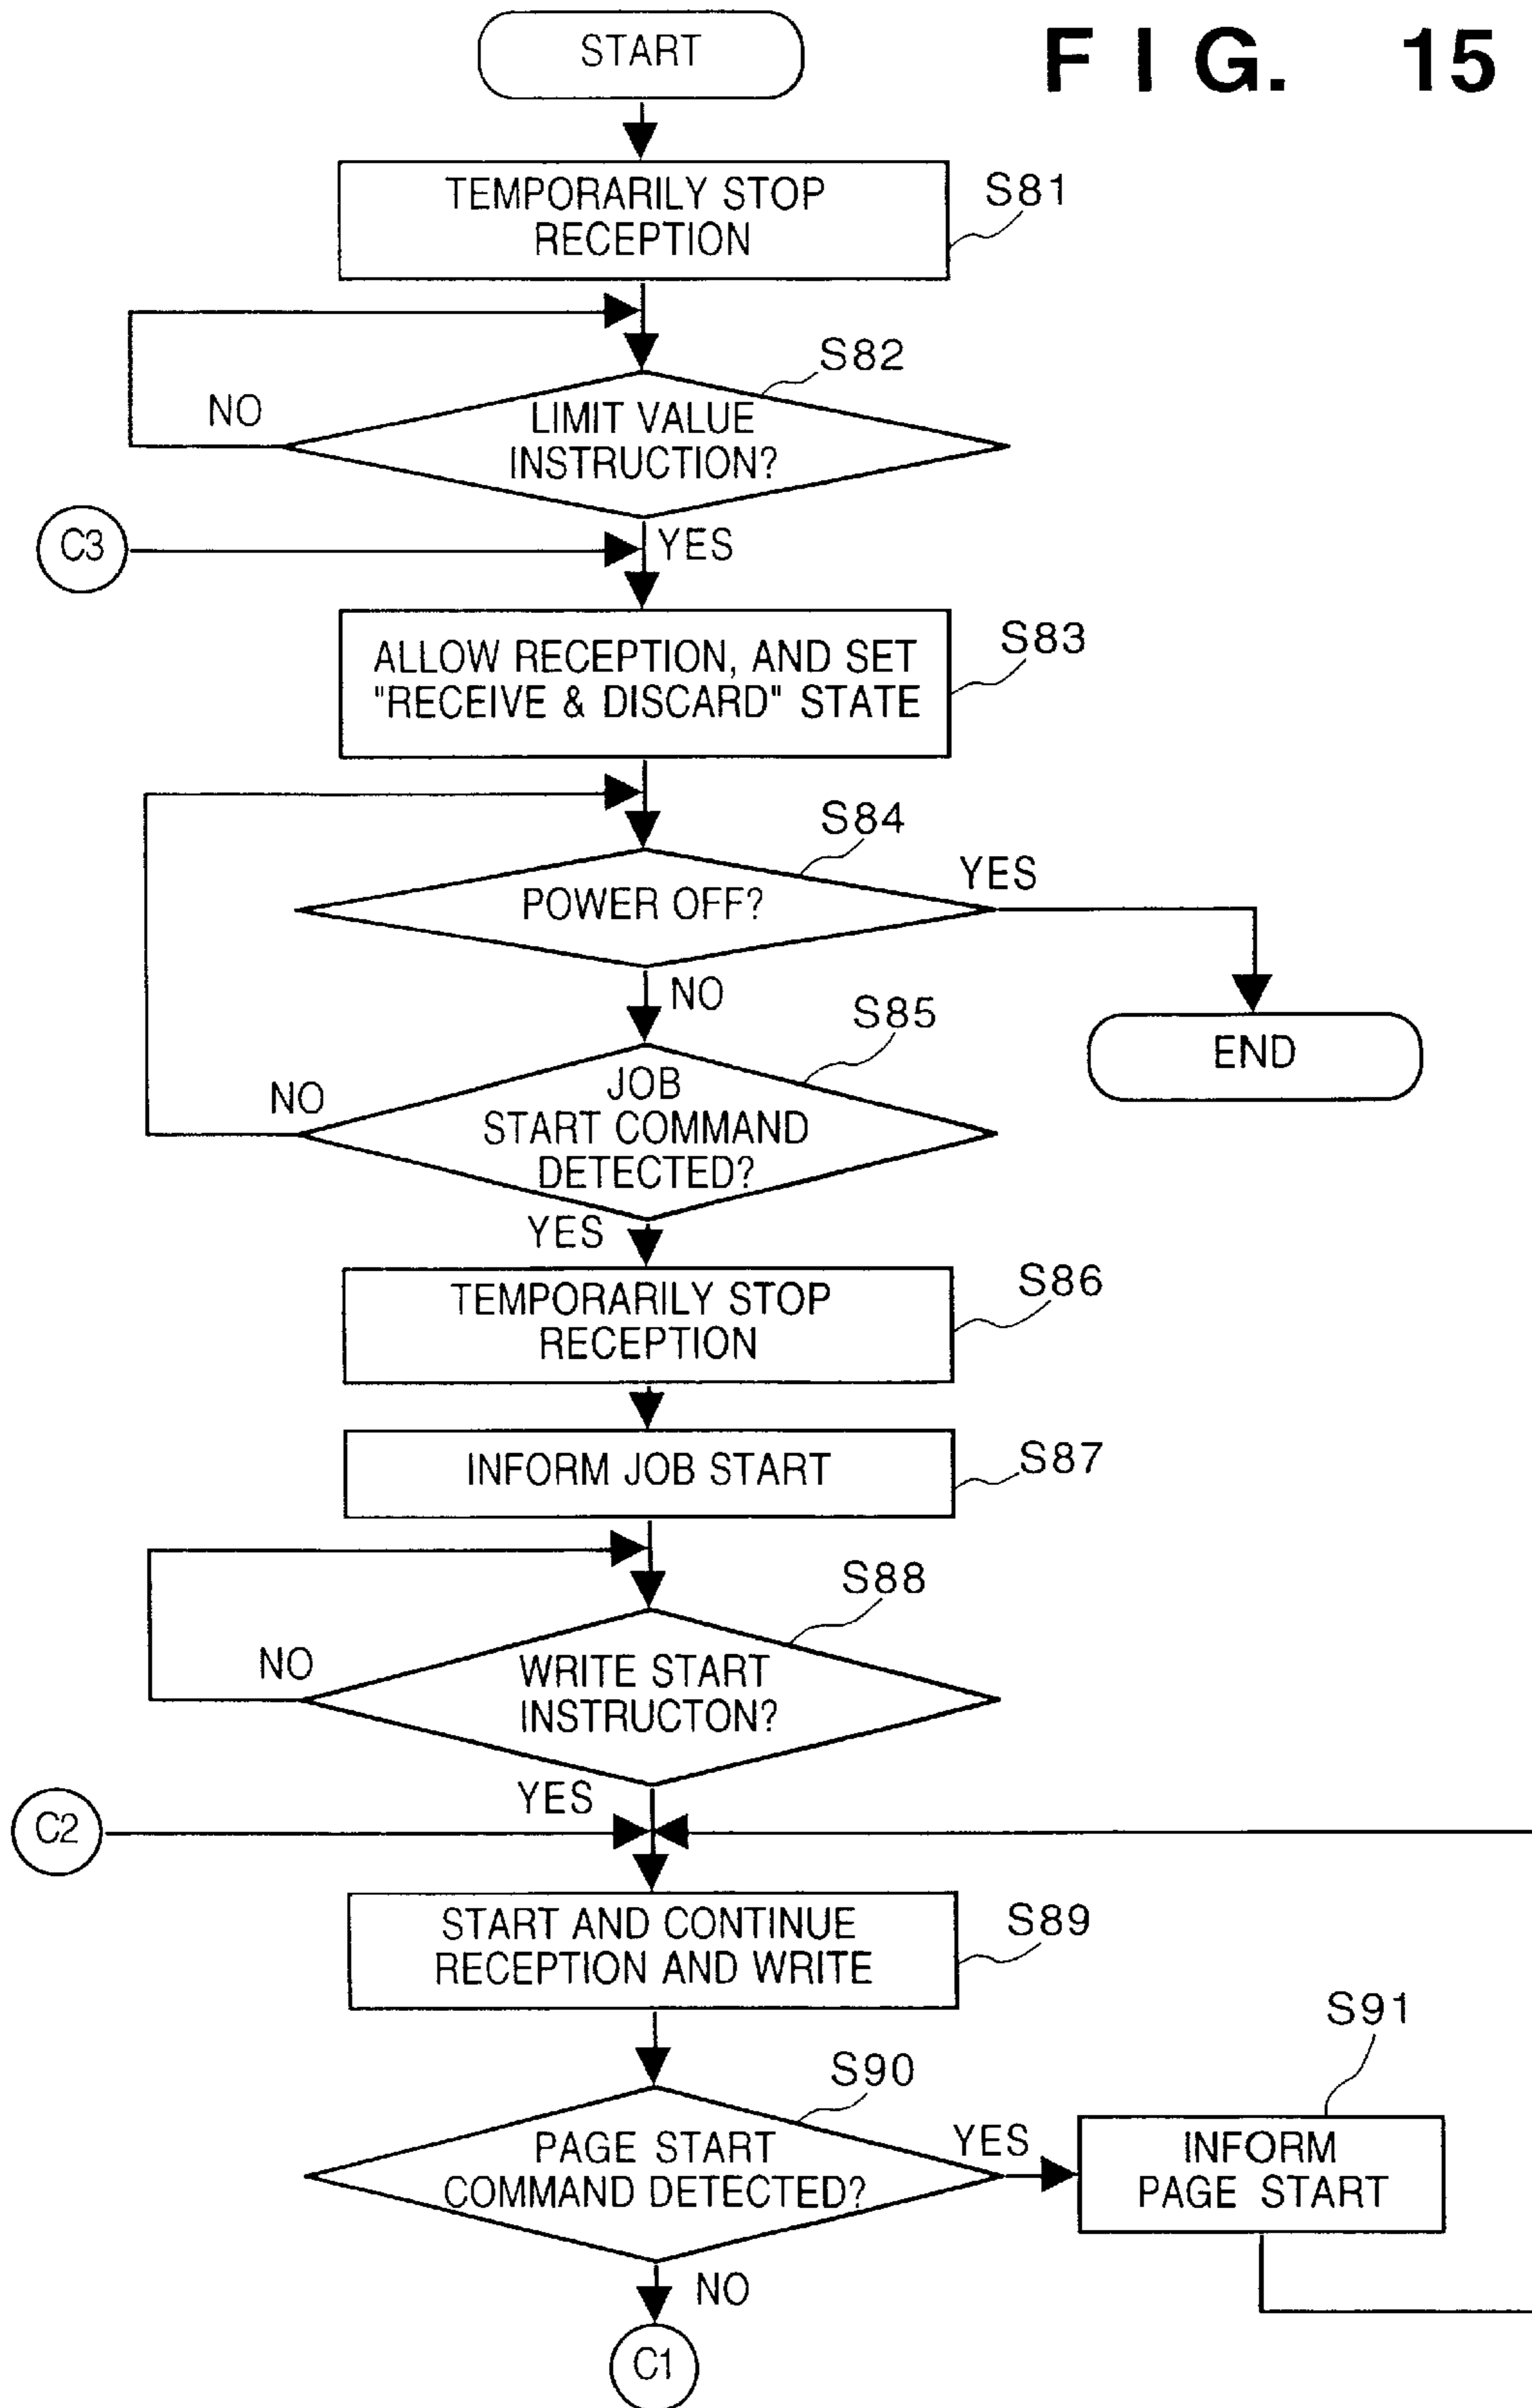 START
FIG. 15
TEMPORARILY STOP
RECEPTION
S81
S82
NO
LIMIT VALUE
INSTRUCTION?
C3
YES
ALLOW RECEPTION, AND SET
"RECEIVE & DISCARD" STATE
S83
S84
YES
POWER OFF?
NO
S85
END
NO
JOB
START COMMAND
DETECTED?
YES
TEMPORARILY STOP
RECEPTION
S86
INFORM JOB START
S87
S88
NO
WRITE START
INSTRUCTON?
YES
C2
START AND CONTINUE
RECEPTION AND WRITE
S89
S91
S90
PAGE START
COMMAND DETECTED?
YES
INFORM
PAGE START
NO
C1